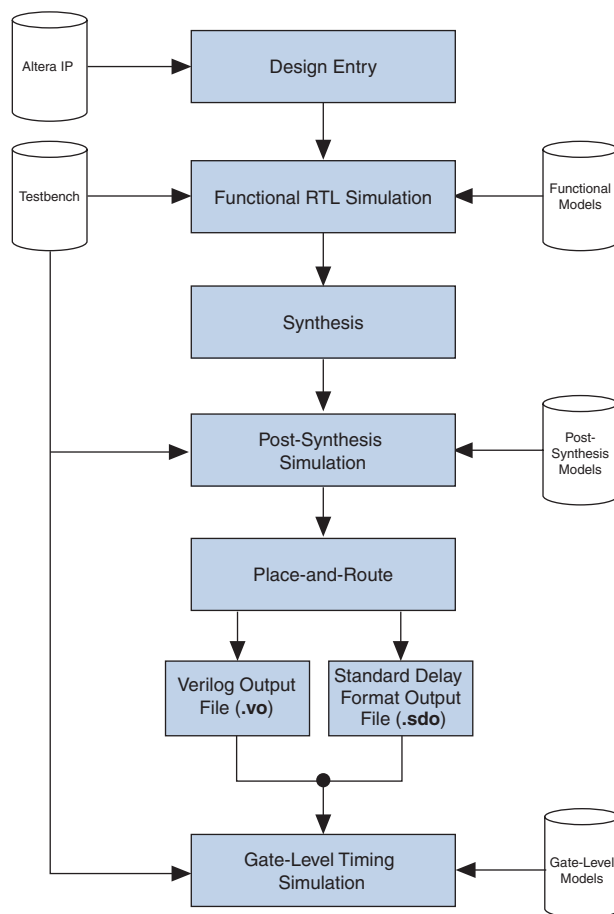 Altera IP
Design Entry
Testbench
Functional RTL Simulation
Functional
Models
Synthesis
Post-Synthesis
Simulation
Post-
Synthesis
Models
Place-and-Route
Verilog Output
File (.vo)
Standard Delay
Format Output
File (.sdo)
Gate-Level Timing
Simulation
Gate-Level
Models